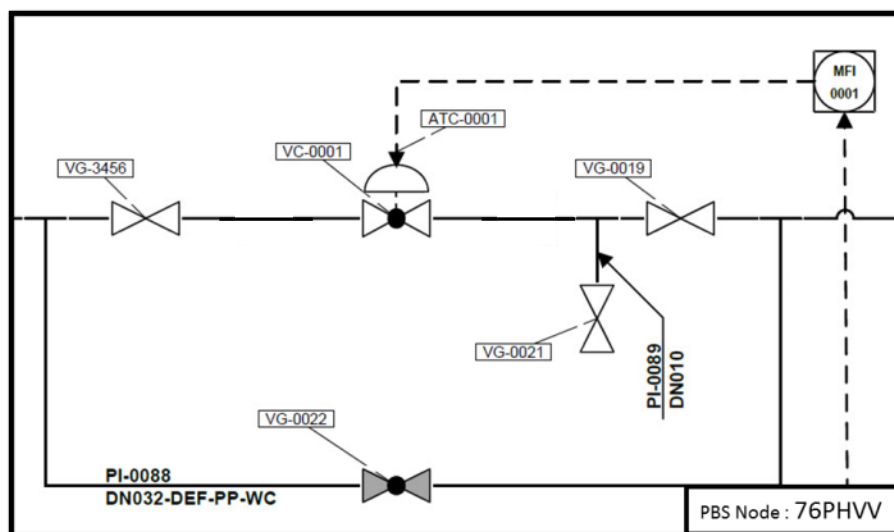 MFI
0001
ATC-0001
VC-0001
VG-3456
VG-0019
VG-0021
PI-0089
DN010
VG-0022
PI-0088
DN032-DEF-PP-WC
PBS Node : 76PHVV